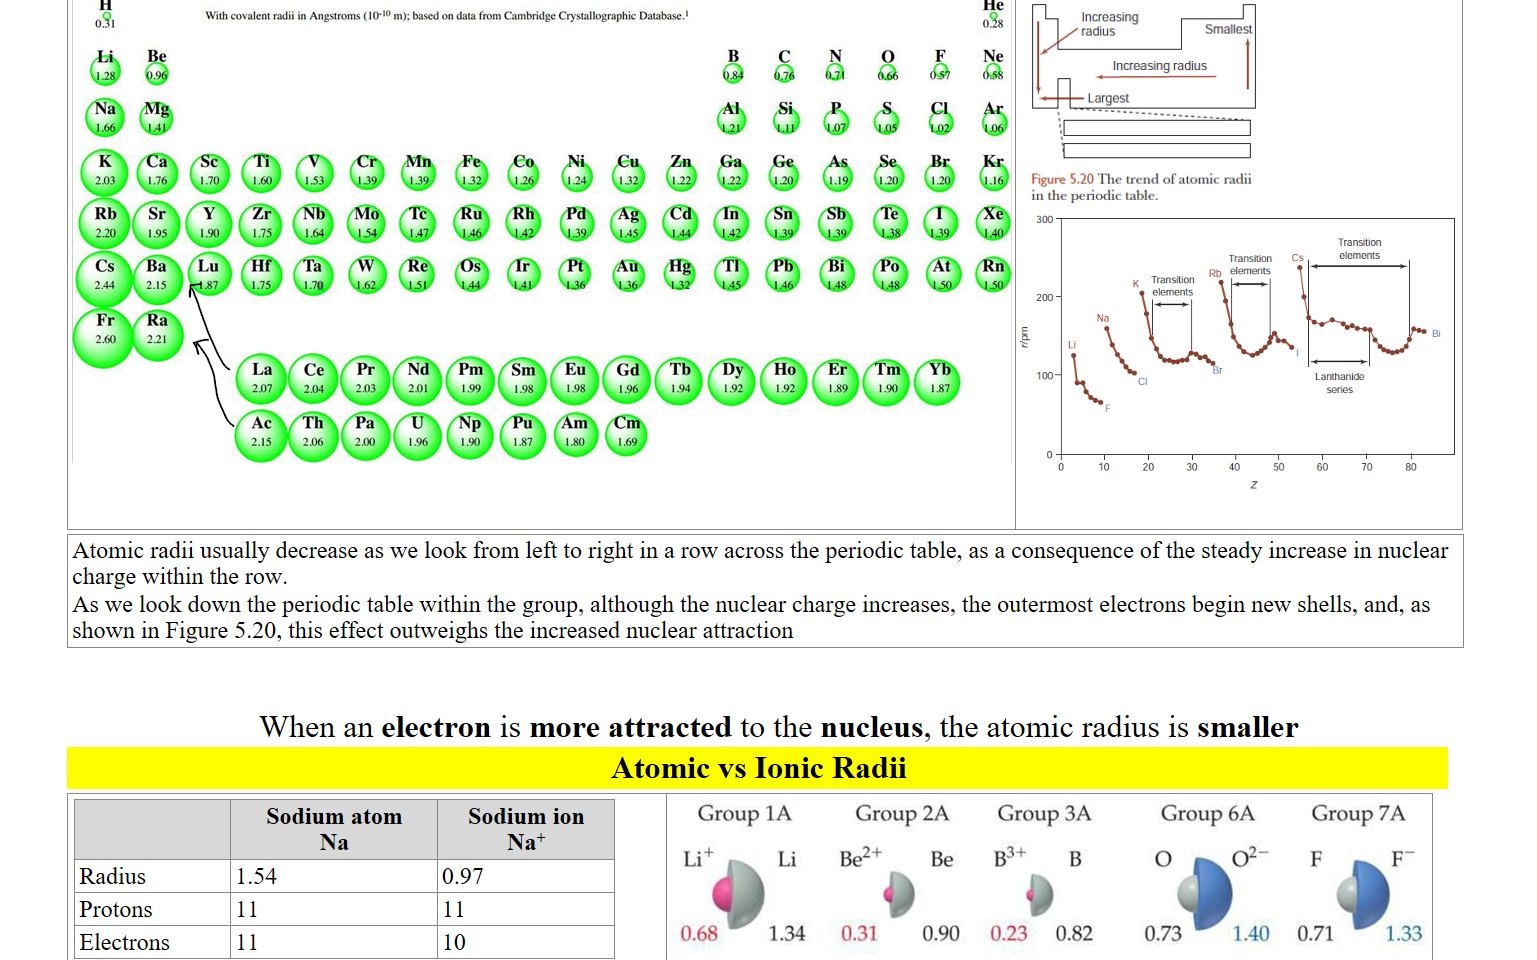 H He
With covalent radii in Angstroms (10⁻¹⁰ m); based on data from Cambridge Crystallographic Database.¹
0.31 0.28
Li Be B C N O F Ne
1.28 0.96 0.84 0.76 0.71 0.66 0.57 0.58
Na Mg Al Si P S Cl Ar
1.66 1.41 1.21 1.11 1.07 1.05 1.02 1.06
K Ca Sc Ti V Cr Mn Fe Co Ni Cu Zn Ga Ge As Se Br Kr
2.03 1.76 1.70 1.60 1.53 1.39 1.39 1.32 1.26 1.24 1.32 1.22 1.22 1.20 1.19 1.20 1.20 1.16
Rb Sr Y Zr Nb Mo Tc Ru Rh Pd Ag Cd In Sn Sb Te I Xe
2.20 1.95 1.90 1.75 1.64 1.54 1.47 1.46 1.42 1.39 1.45 1.44 1.42 1.39 1.39 1.38 1.39 1.40
Cs Ba Lu Hf Ta W Re Os Ir Pt Au Hg Tl Pb Bi Po At Rn
2.44 2.15 1.87 1.75 1.70 1.62 1.51 1.44 1.41 1.36 1.36 1.32 1.45 1.46 1.48 1.48 1.50 1.50
Fr Ra
2.60 2.21
La Ce Pr Nd Pm Sm Eu Gd Tb Dy Ho Er Tm Yb
2.07 2.04 2.03 2.01 1.99 1.98 1.98 1.96 1.94 1.92 1.92 1.89 1.90 1.87
Ac Th Pa U Np Pu Am Cm
2.15 2.06 2.00 1.96 1.90 1.87 1.80 1.69
Increasing
radius
Smallest
Increasing radius
Largest
Figure 5.20 The trend of atomic radii
in the periodic table.
300
200
100
0
r/pm
0 10 20 30 40 50 60 70 80
Z
Li
F
Na
Cl
K
Transition
elements
Br
Rb
Transition
elements
I
Cs
Transition
elements
Bi
Lanthanide
series
Atomic radii usually decrease as we look from left to right in a row across the periodic table, as a consequence of the steady increase in nuclear
charge within the row.
As we look down the periodic table within the group, although the nuclear charge increases, the outermost electrons begin new shells, and, as
shown in Figure 5.20, this effect outweighs the increased nuclear attraction
When an electron is more attracted to the nucleus, the atomic radius is smaller
Atomic vs Ionic Radii
Sodium atom Sodium ion
Na Na⁺
Radius 1.54 0.97
Protons 11 11
Electrons 11 10
Group 1A Group 2A Group 3A Group 6A Group 7A
Li⁺ Li Be²⁺ Be B³⁺ B O O²⁻ F F⁻
0.68 1.34 0.31 0.90 0.23 0.82 0.73 1.40 0.71 1.33